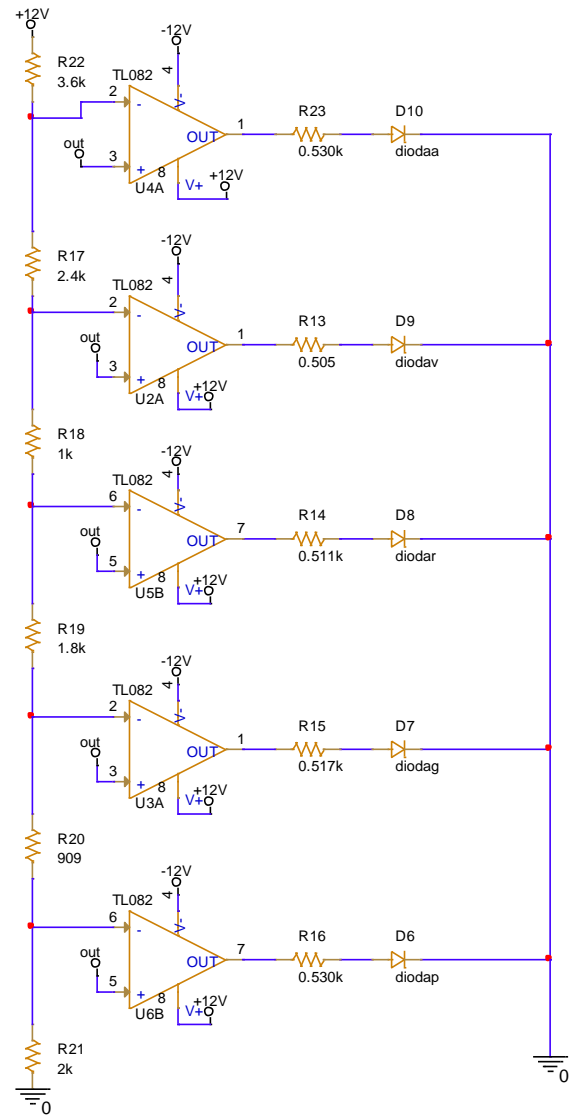 +12V
R22
3.6k
-12V
4
TL082
V-
2
-
OUT
1
out
3
+
8
U4A
V+
+12V
R23
0.530k
D10
diodaa
R17
2.4k
-12V
4
TL082
V-
2
-
OUT
1
out
3
+
8
U2A
V+
+12V
R13
0.505
D9
diodav
R18
1k
-12V
4
TL082
V-
6
-
OUT
7
out
5
+
8
U5B
V+
+12V
R14
0.511k
D8
diodar
R19
1.8k
-12V
4
TL082
V-
2
-
OUT
1
out
3
+
8
U3A
V+
+12V
R15
0.517k
D7
diodag
R20
909
-12V
4
TL082
V-
6
-
OUT
7
out
5
+
8
U6B
V+
+12V
R16
0.530k
D6
diodap
R21
2k
0
0